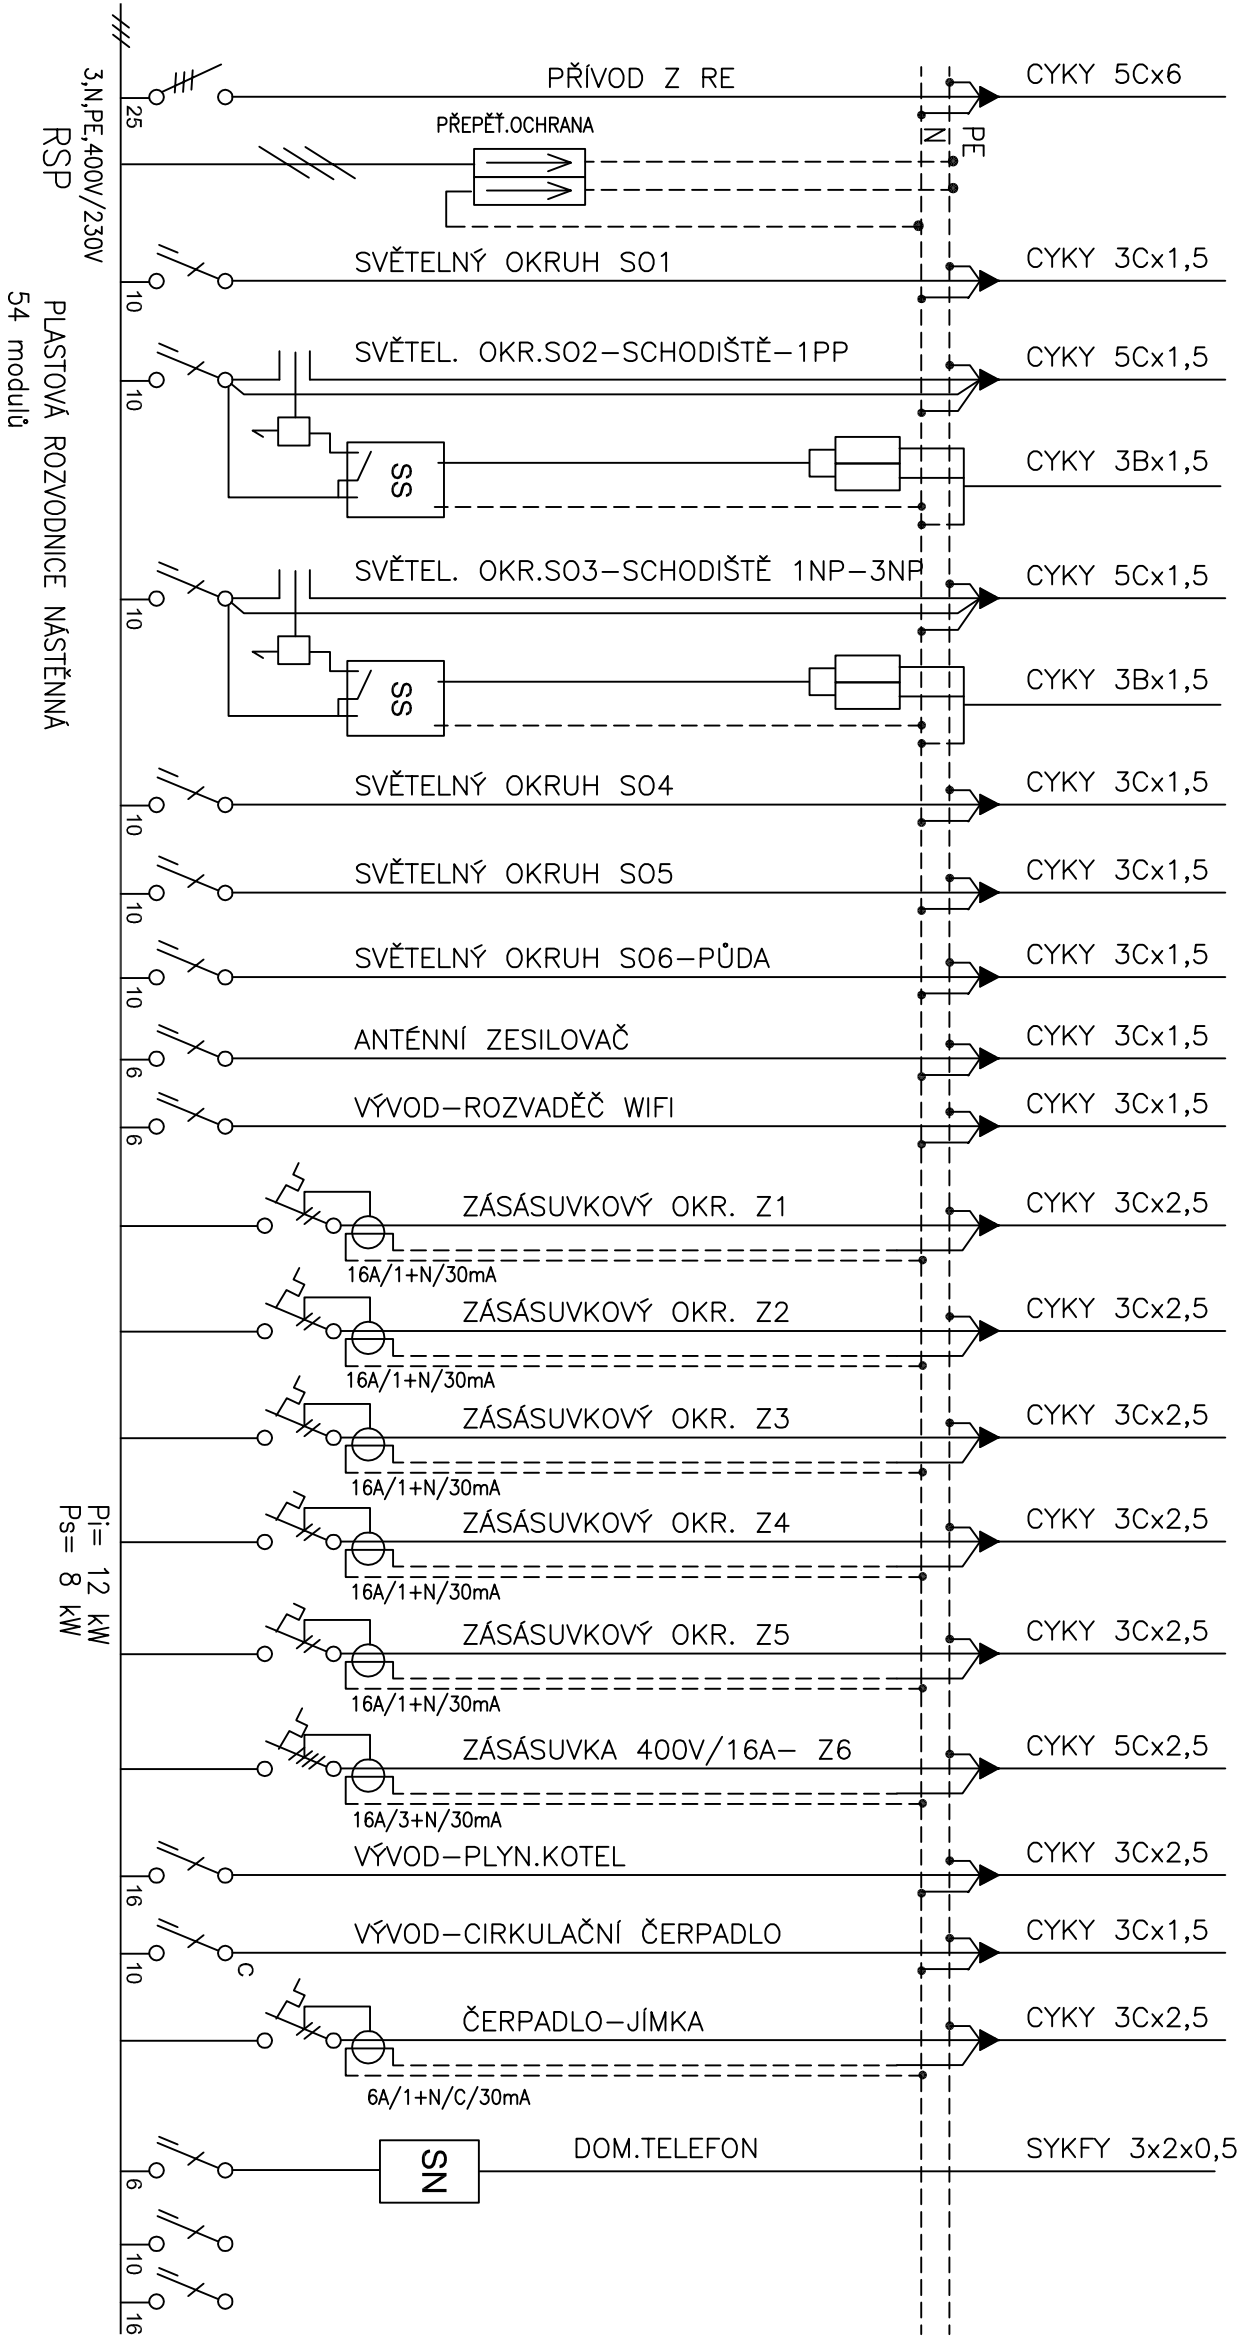 PŘÍVOD Z RE
CYKY 5Cx6
25
3,N,PE,400V/230V
RSP
PŘEPĚŤ.OCHRANA
N
PE
SVĚTELNÝ OKRUH SO1
CYKY 3Cx1,5
10
PLASTOVÁ ROZVODNICE NÁSTĚNNÁ
54 modulů
SVĚTEL. OKR.SO2-SCHODIŠTĚ-1PP
CYKY 5Cx1,5
10
SS
CYKY 3Bx1,5
SVĚTEL. OKR.SO3-SCHODIŠTĚ 1NP-3NP
CYKY 5Cx1,5
10
SS
CYKY 3Bx1,5
SVĚTELNÝ OKRUH SO4
CYKY 3Cx1,5
10
SVĚTELNÝ OKRUH SO5
CYKY 3Cx1,5
10
SVĚTELNÝ OKRUH SO6-PŮDA
CYKY 3Cx1,5
10
ANTÉNNÍ ZESILOVAČ
CYKY 3Cx1,5
6
VÝVOD-ROZVADĚČ WIFI
CYKY 3Cx1,5
6
ZÁSÁSUVKOVÝ OKR. Z1
CYKY 3Cx2,5
16A/1+N/30mA
ZÁSÁSUVKOVÝ OKR. Z2
CYKY 3Cx2,5
16A/1+N/30mA
ZÁSÁSUVKOVÝ OKR. Z3
CYKY 3Cx2,5
16A/1+N/30mA
ZÁSÁSUVKOVÝ OKR. Z4
CYKY 3Cx2,5
16A/1+N/30mA
Pi= 12 kW
Ps= 8 kW
ZÁSÁSUVKOVÝ OKR. Z5
CYKY 3Cx2,5
16A/1+N/30mA
ZÁSÁSUVKA 400V/16A- Z6
CYKY 5Cx2,5
16A/3+N/30mA
VÝVOD-PLYN.KOTEL
CYKY 3Cx2,5
16
VÝVOD-CIRKULAČNÍ ČERPADLO
CYKY 3Cx1,5
10
C
ČERPADLO-JÍMKA
CYKY 3Cx2,5
6A/1+N/C/30mA
DOM.TELEFON
SYKFY 3x2x0,5
6
SN
10
16